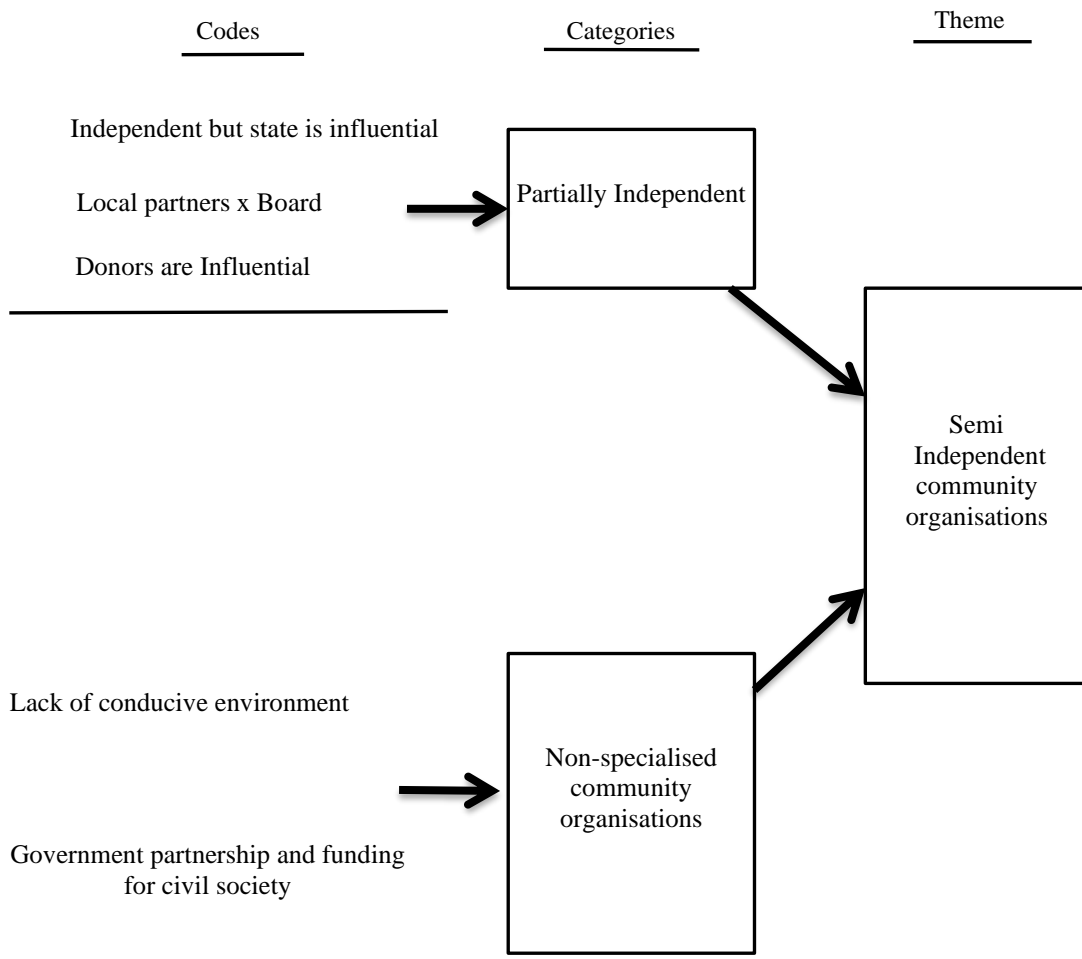 Codes
Categories
Theme
Independent but state is influential
Local partners x Board
Donors are Influential
Partially Independent
Semi
Independent
community
organisations
Lack of conducive environment
Government partnership and funding
for civil society
Non-specialised
community
organisations